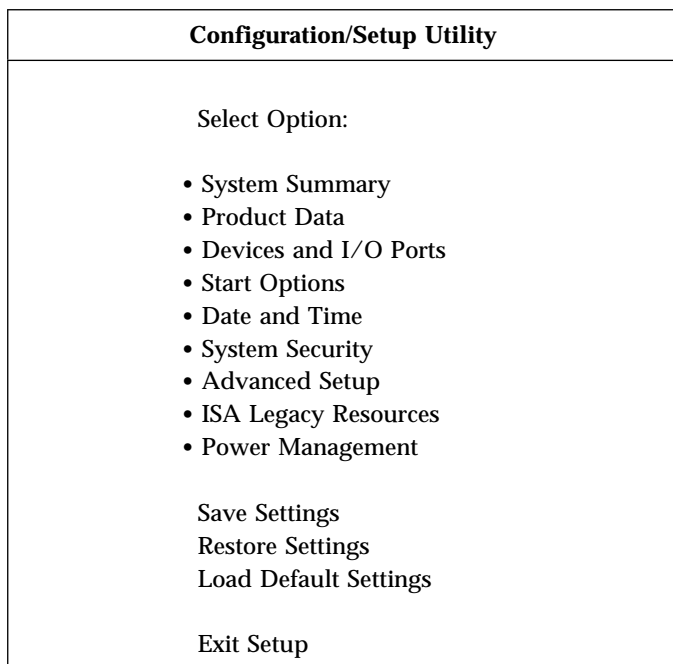 Configuration/Setup Utility
Select Option:
• System Summary
• Product Data
• Devices and I/O Ports
• Start Options
• Date and Time
• System Security
• Advanced Setup
• ISA Legacy Resources
• Power Management
Save Settings
Restore Settings
Load Default Settings
Exit Setup